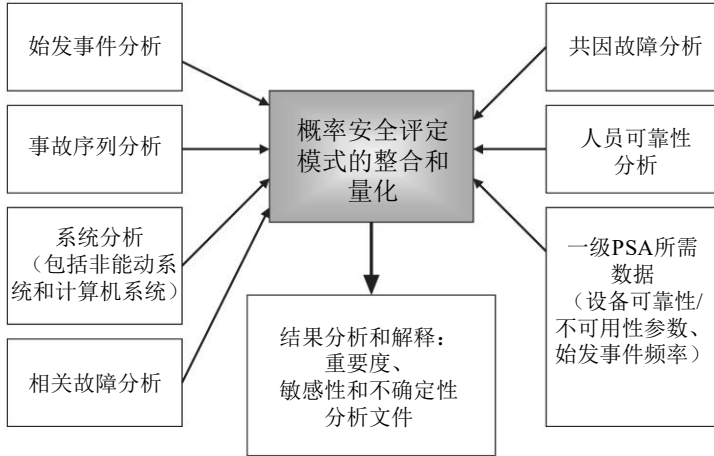 始发事件分析
事故序列分析
系统分析
（包括非能动系
统和计算机系统）
相关故障分析
概率安全评定
模式的整合和
量化
结果分析和解释：
重要度、
敏感性和不确定性
分析文件
共因故障分析
人员可靠性
分析
一级PSA所需
数据
（设备可靠性/
不可用性参数、
始发事件频率）